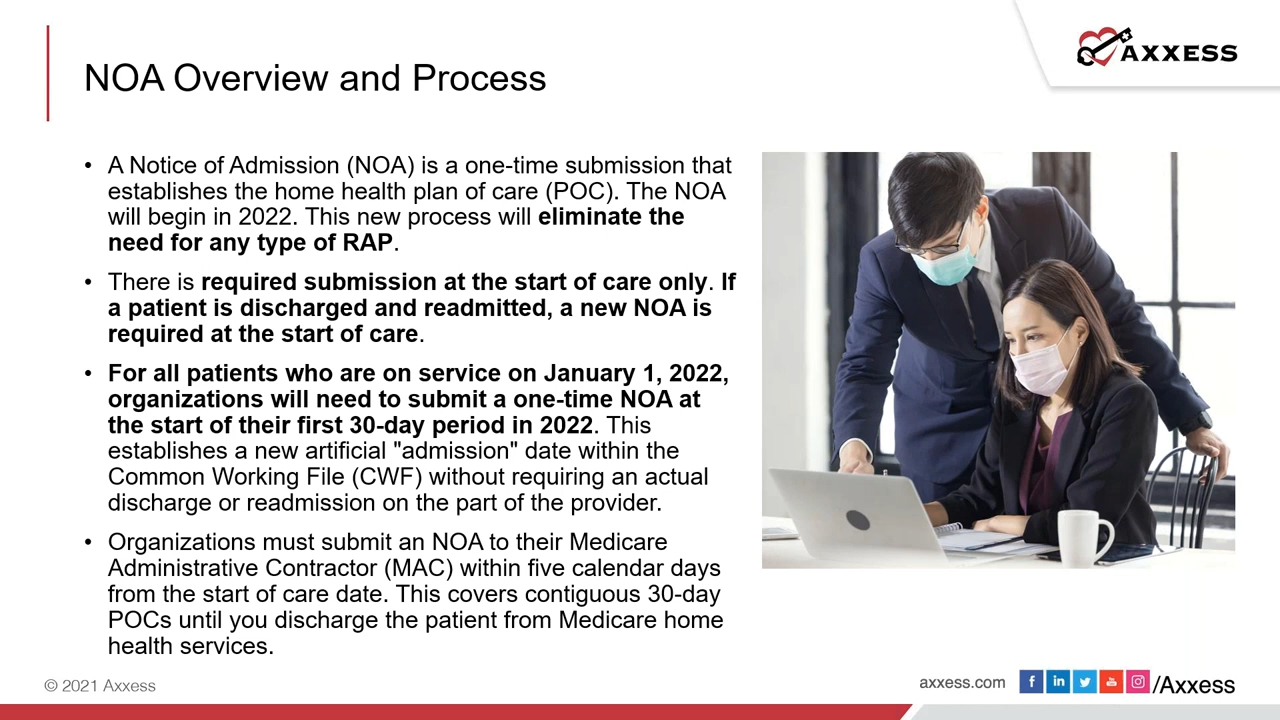 AXXESS
NOA Overview and Process
• A Notice of Admission (NOA) is a one-time submission that
establishes the home health plan of care (POC). The NOA
will begin in 2022. This new process will eliminate the
need for any type of RAP.
• There is required submission at the start of care only. If
a patient is discharged and readmitted, a new NOA is
required at the start of care.
• For all patients who are on service on January 1, 2022,
organizations will need to submit a one-time NOA at
the start of their first 30-day period in 2022. This
establishes a new artificial "admission" date within the
Common Working File (CWF) without requiring an actual
discharge or readmission on the part of the provider.
• Organizations must submit an NOA to their Medicare
Administrative Contractor (MAC) within five calendar days
from the start of care date. This covers contiguous 30-day
POCs until you discharge the patient from Medicare home
health services.
© 2021 Axxess
axxess.com /Axxess